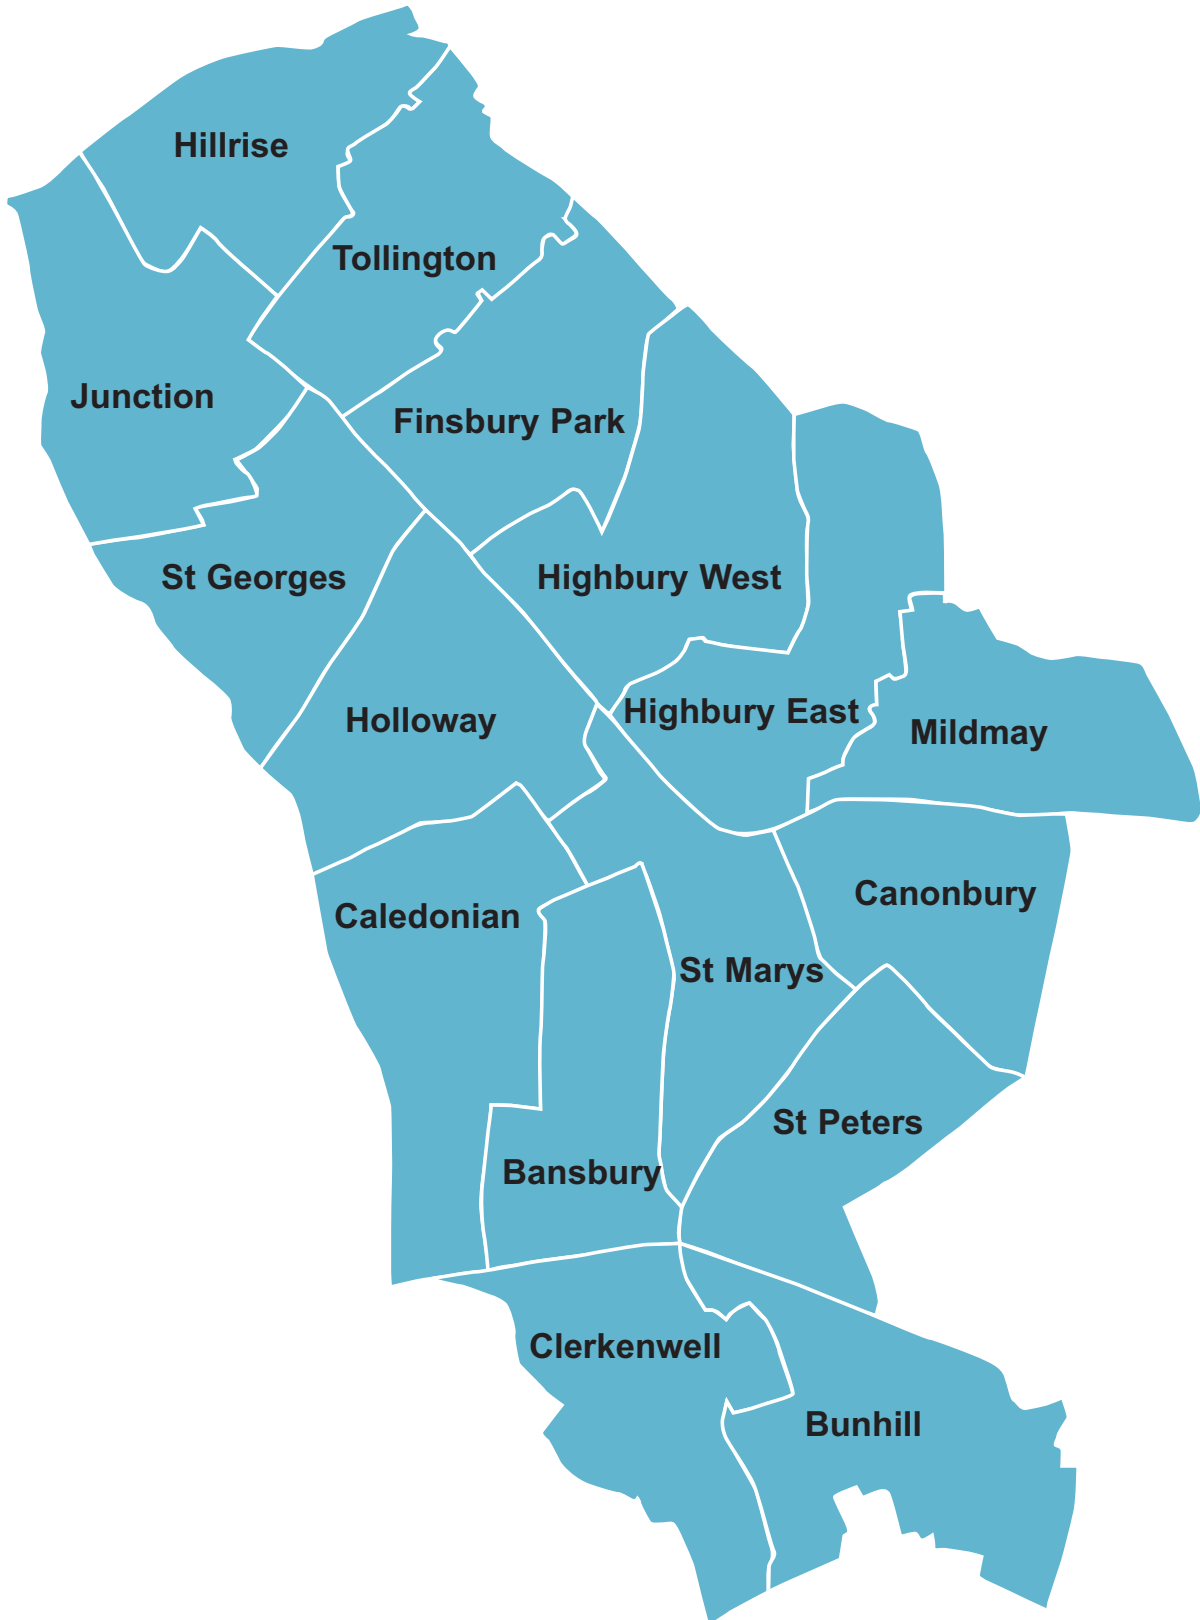 Hillrise
Tollington
Junction
Finsbury Park
St Georges
Highbury West
Holloway
Highbury East
Mildmay
Caledonian
Canonbury
St Marys
St Peters
Bansbury
Clerkenwell
Bunhill